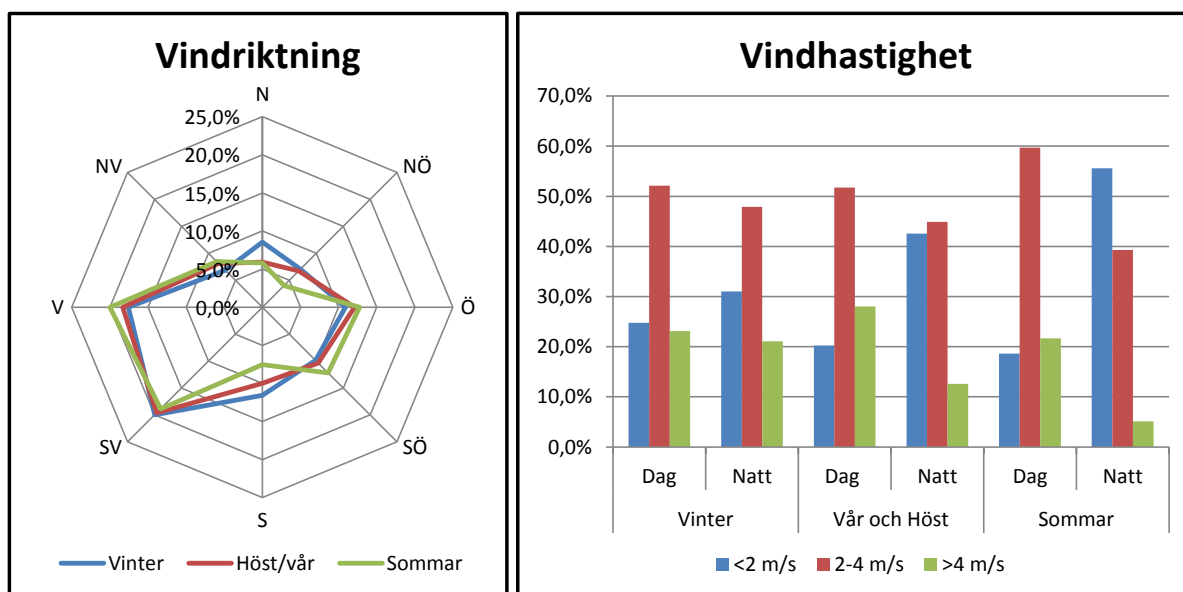 Vindriktning
N
NÖ
Ö
SÖ
S
SV
V
NV
25,0%
20,0%
15,0%
10,0%
5,0%
0,0%
Vinter Höst/vår Sommar
Vindhastighet
70,0%
60,0%
50,0%
40,0%
30,0%
20,0%
10,0%
0,0%
Dag Natt Dag Natt Dag Natt
Vinter Vår och Höst Sommar
<2 m/s 2-4 m/s >4 m/s